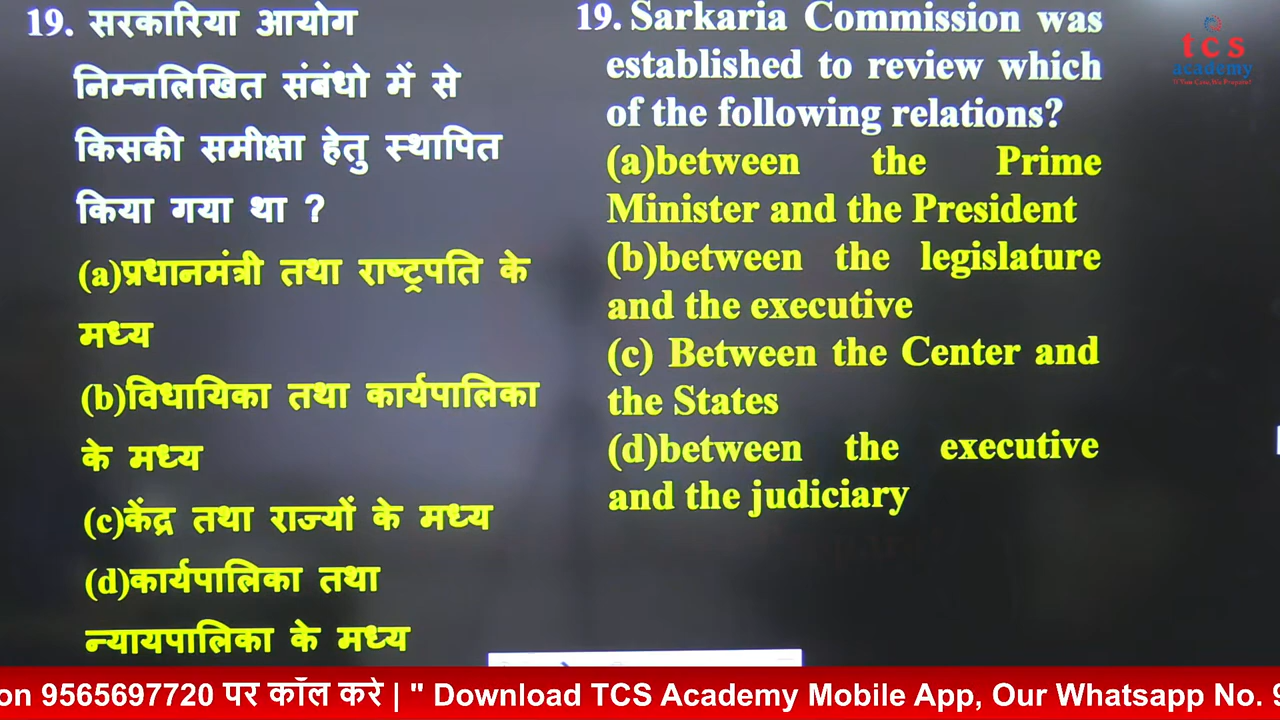 19. सरकारिया आयोग
निम्नलिखित संबंधो में से
किसकी समीक्षा हेतु स्थापित
किया गया था ?
(a)प्रधानमंत्री तथा राष्ट्रपति के
मध्य
(b)विधायिका तथा कार्यपालिका
के मध्य
(c)केंद्र तथा राज्यों के मध्य
(d)कार्यपालिका तथा
न्यायपालिका के मध्य
19. Sarkaria Commission was
established to review which
of the following relations?
(a)between the Prime
Minister and the President
(b)between the legislature
and the executive
(c) Between the Center and
the States
(d)between the executive
and the judiciary
tcs
academy
on 9565697720 पर कॉल करे | " Download TCS Academy Mobile App, Our Whatsapp No. 9